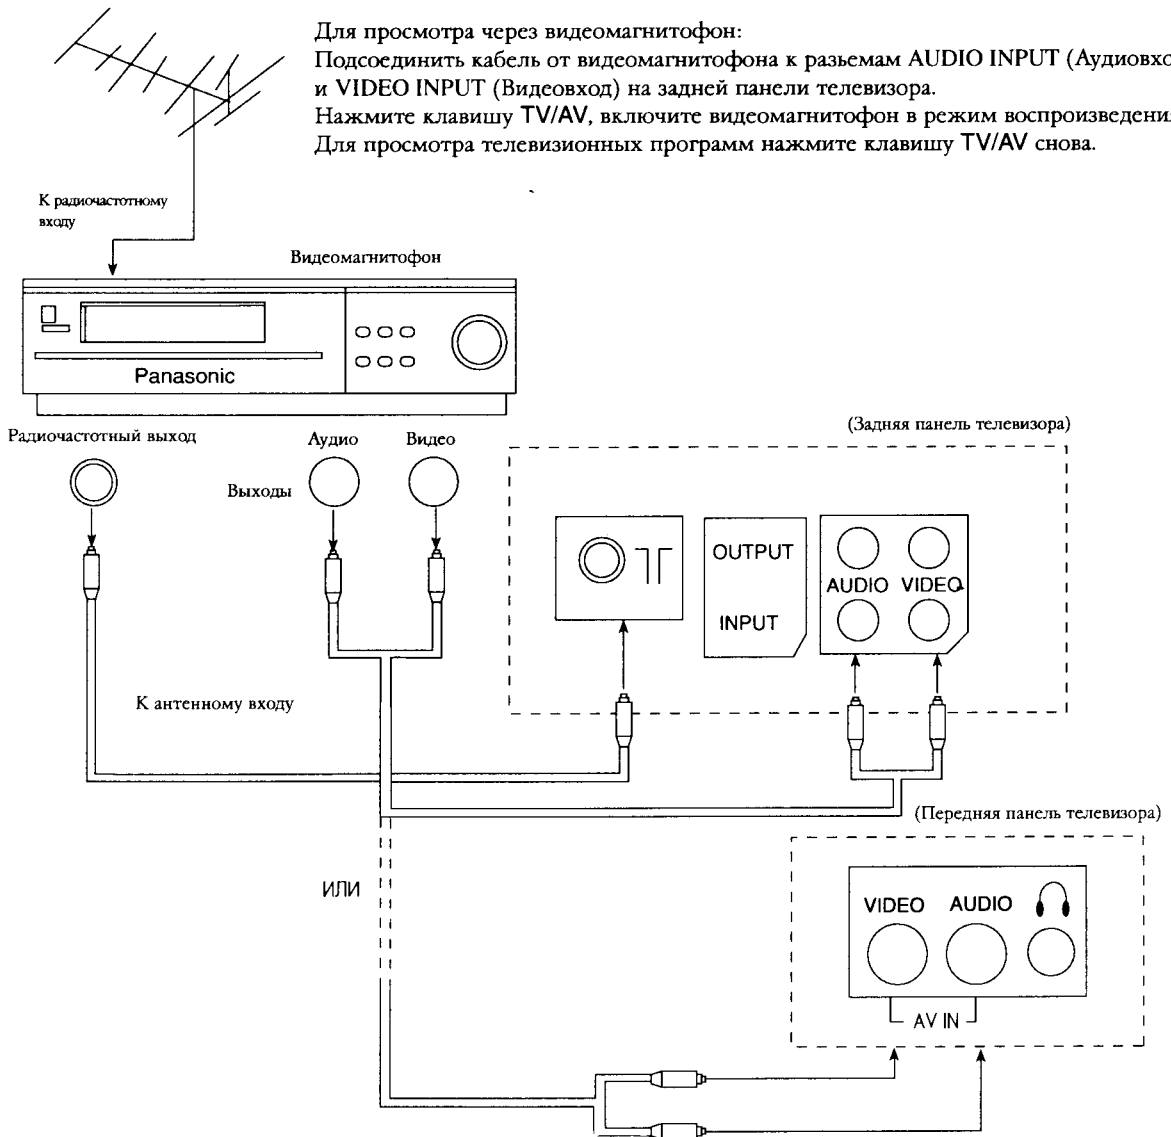 Для просмотра через видеомагнитофон:
Подсоединить кабель от видеомагнитофона к разьемам AUDIO INPUT (Аудиовхо
и VIDEO INPUT (Видеовход) на задней панели телевизора.
Нажмите клавишу TV/AV, включите видеомагнитофон в режим воспроизведени
Для просмотра телевизионных программ нажмите клавишу TV/AV снова.
К радиочастотному
входу
Видеомагнитофон
Panasonic
Радиочастотный выход
Аудио
Видео
Выходы
(Задняя панель телевизора)
OUTPUT
INPUT
AUDIO VIDEO
К антенному входу
(Передняя панель телевизора)
ИЛИ
VIDEO AUDIO
AV IN